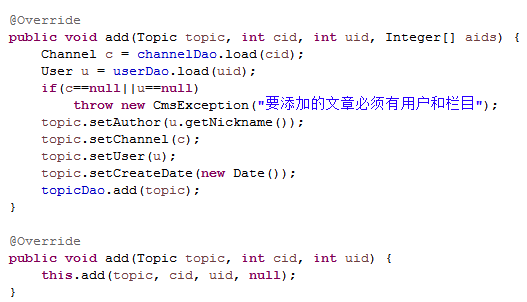 @Override
public void add(Topic topic, int cid, int uid, Integer[] aids) {
    Channel c = channelDao.load(cid);
    User u = userDao.load(uid);
    if(c==null||u==null)
        throw new CmsException("要添加的文章必须有用户和栏目");
    topic.setAuthor(u.getNickname());
    topic.setChannel(c);
    topic.setUser(u);
    topic.setCreateDate(new Date());
    topicDao.add(topic);
}

@Override
public void add(Topic topic, int cid, int uid) {
    this.add(topic, cid, uid, null);
}